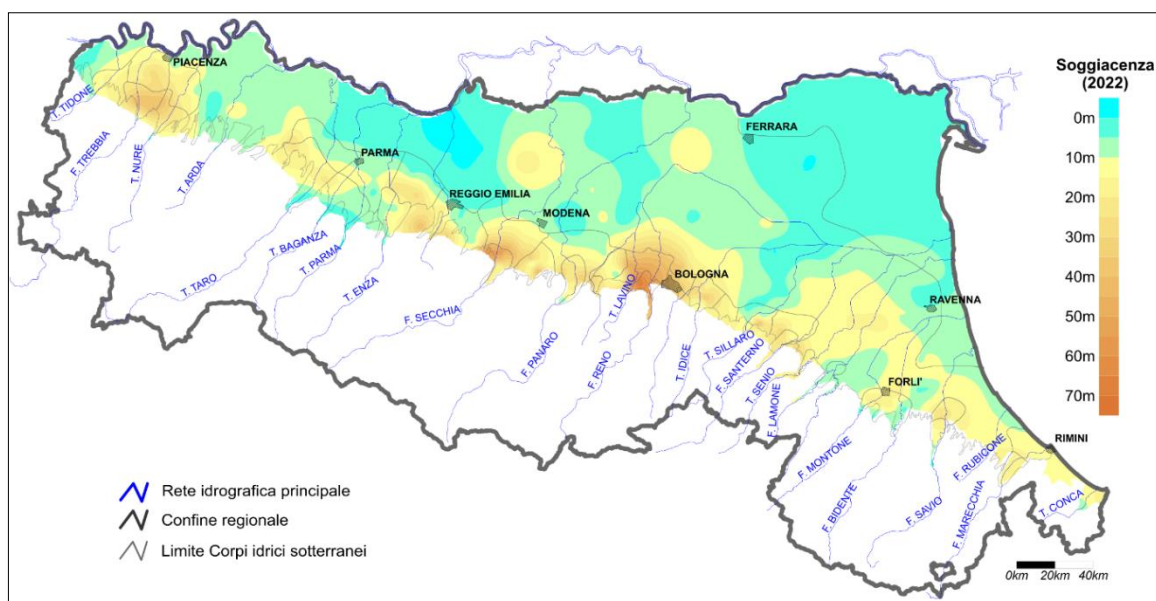 Soggiacenza
(2022)
0m
10m
20m
30m
40m
50m
60m
70m
PIACENZA
T. TIDONE
F. TREBBIA
T. NURE
T. ARDA
PARMA
REGGIO EMILIA
MODENA
FERRARA
BOLOGNA
RAVENNA
FORLI'
RIMINI
T. TARO
T. BAGANZA
T. PARMA
T. ENZA
F. SECCHIA
F. PANARO
F. RENO
T. LAVINO
T. IDICE
T. SILLARO
F. SANTERNO
T. SENIO
F. LAMONE
F. MONTONE
F. BIDENTE
F. SAVIO
F. RUBICONE
F. MARECCHIA
T. CONCA
Rete idrografica principale
Confine regionale
Limite Corpi idrici sotterranei
0km 20km 40km